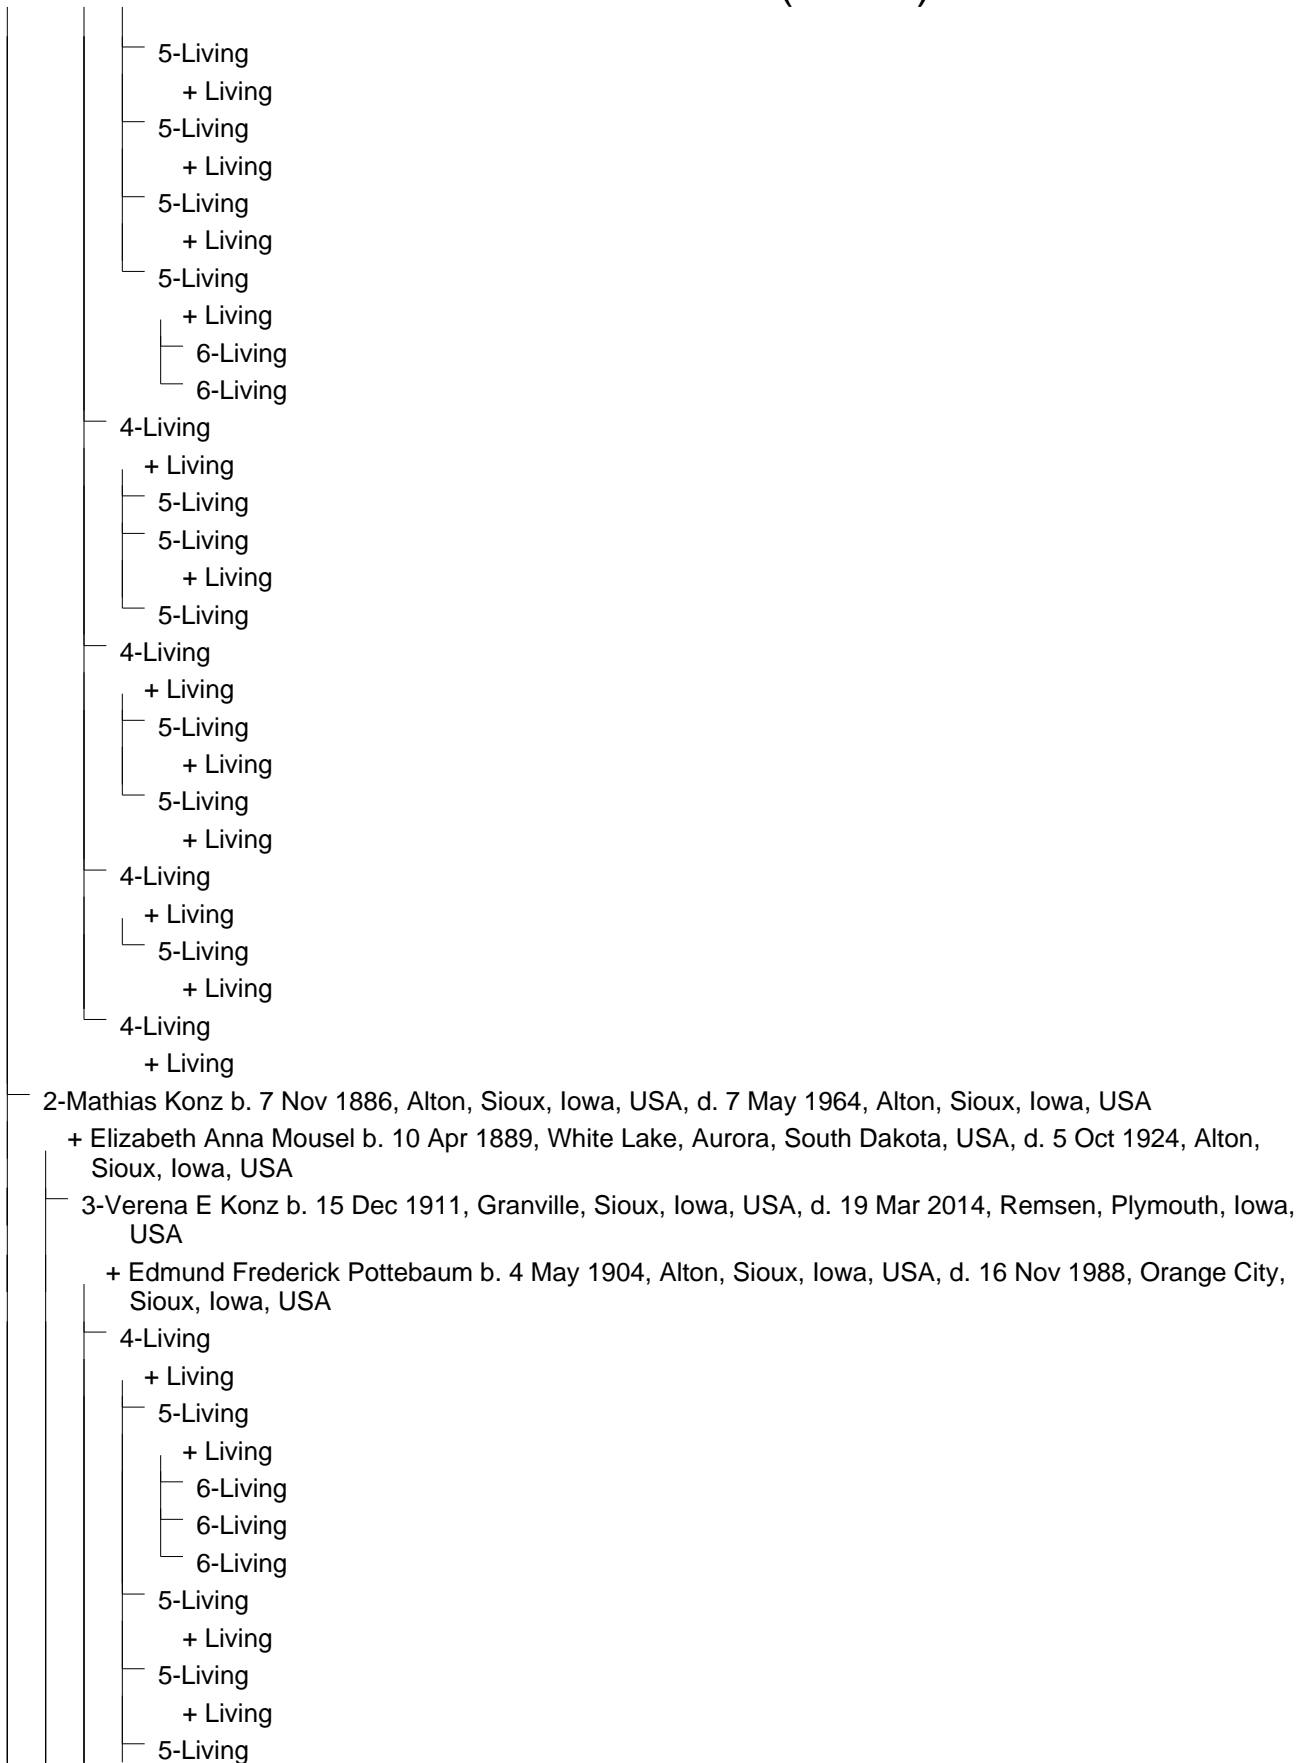 5-Living
+ Living
5-Living
+ Living
5-Living
+ Living
5-Living
+ Living
6-Living
6-Living
4-Living
+ Living
5-Living
5-Living
+ Living
5-Living
4-Living
+ Living
5-Living
+ Living
5-Living
+ Living
4-Living
+ Living
5-Living
+ Living
4-Living
+ Living
2-Mathias Konz b. 7 Nov 1886, Alton, Sioux, Iowa, USA, d. 7 May 1964, Alton, Sioux, Iowa, USA
+ Elizabeth Anna Mousel b. 10 Apr 1889, White Lake, Aurora, South Dakota, USA, d. 5 Oct 1924, Alton,
Sioux, Iowa, USA
3-Verena E Konz b. 15 Dec 1911, Granville, Sioux, Iowa, USA, d. 19 Mar 2014, Remsen, Plymouth, Iowa,
USA
+ Edmund Frederick Pottebaum b. 4 May 1904, Alton, Sioux, Iowa, USA, d. 16 Nov 1988, Orange City,
Sioux, Iowa, USA
4-Living
+ Living
5-Living
+ Living
6-Living
6-Living
6-Living
5-Living
+ Living
5-Living
+ Living
5-Living